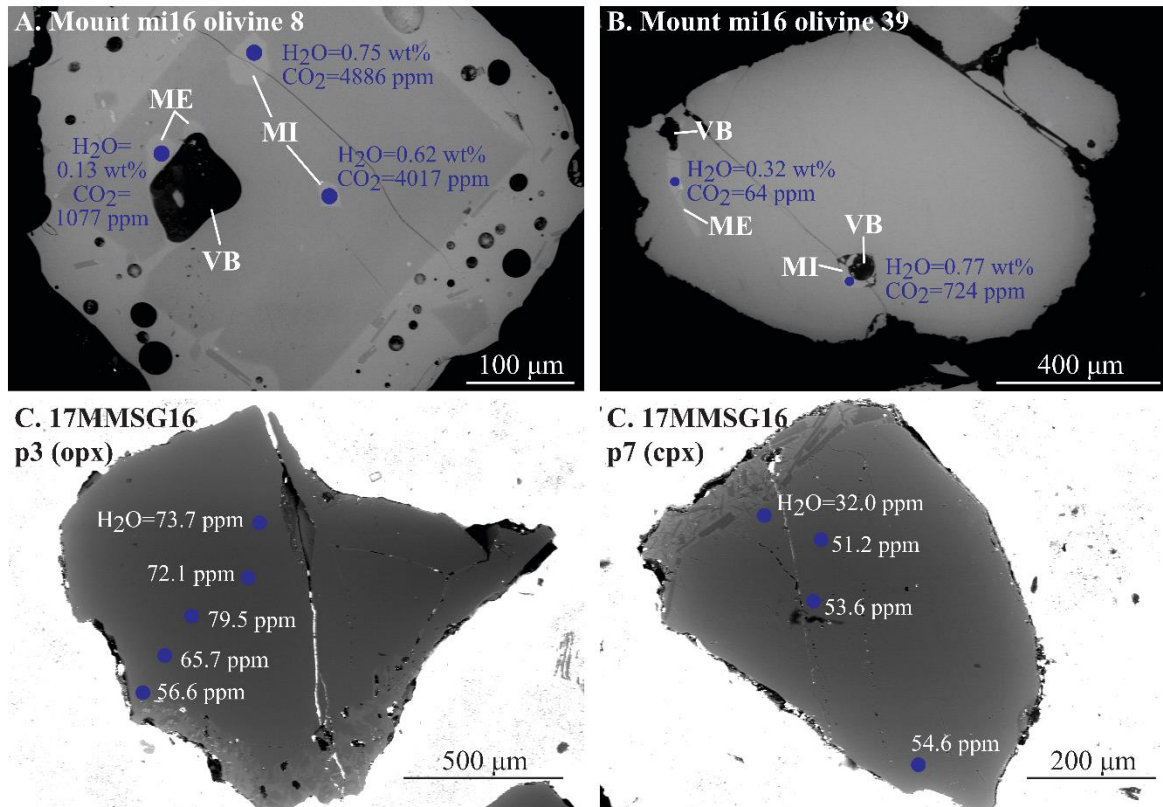 A. Mount mi16 olivine 8
H2O=0.75 wt%
CO2=4886 ppm
ME
MI
H2O=
0.13 wt%
CO2=
1077 ppm
H2O=0.62 wt%
CO2=4017 ppm
VB
100 μm
B. Mount mi16 olivine 39
VB
H2O=0.32 wt%
CO2=64 ppm
ME
VB
MI
H2O=0.77 wt%
CO2=724 ppm
400 μm
C. 17MMSG16
p3 (opx)
H2O=73.7 ppm
72.1 ppm
79.5 ppm
65.7 ppm
56.6 ppm
500 μm
C. 17MMSG16
p7 (cpx)
H2O=32.0 ppm
51.2 ppm
53.6 ppm
54.6 ppm
200 μm